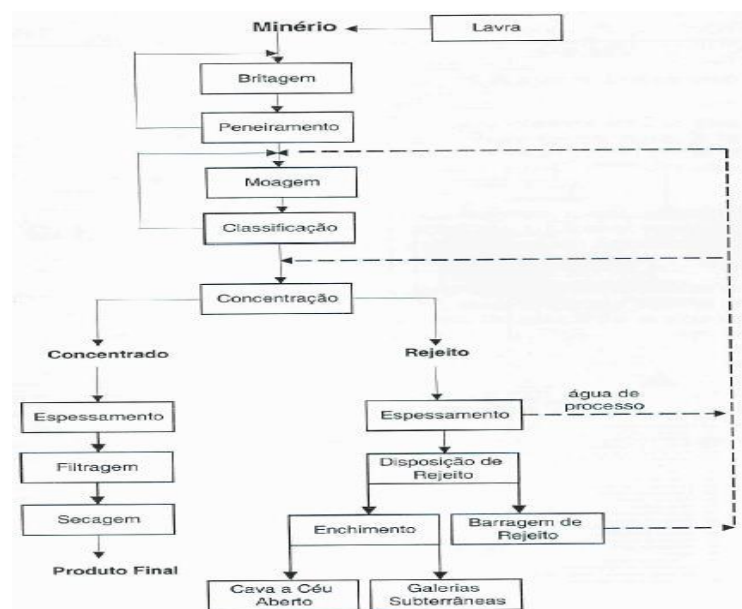 Minério
Lavra
Britagem
Peneiramento
Moagem
Classificação
Concentração
Concentrado
Rejeito
Espessamento
Espessamento
água de
processo
Filtragem
Disposição de
Rejeito
Secagem
Enchimento
Barragem de
Rejeito
Produto Final
Cava a Céu
Aberto
Galerias
Subterrâneas